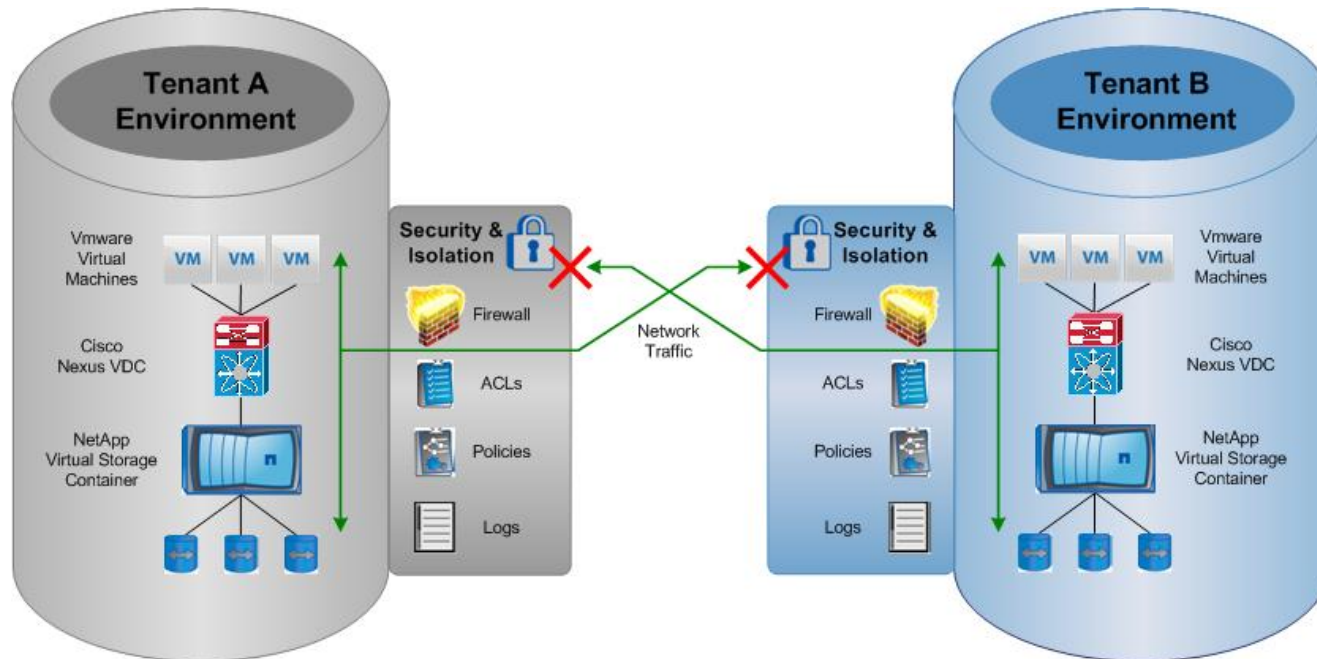 Tenant A
Environment
Vmware
Virtual
Machines
VM VM VM
Cisco
Nexus VDC
NetApp
Virtual Storage
Container
n
Security &
Isolation
Firewall
ACLs
Policies
Logs
Network
Traffic
Security &
Isolation
Firewall
ACLs
Policies
Logs
Tenant B
Environment
VM VM VM
Vmware
Virtual
Machines
Cisco
Nexus VDC
n
NetApp
Virtual Storage
Container